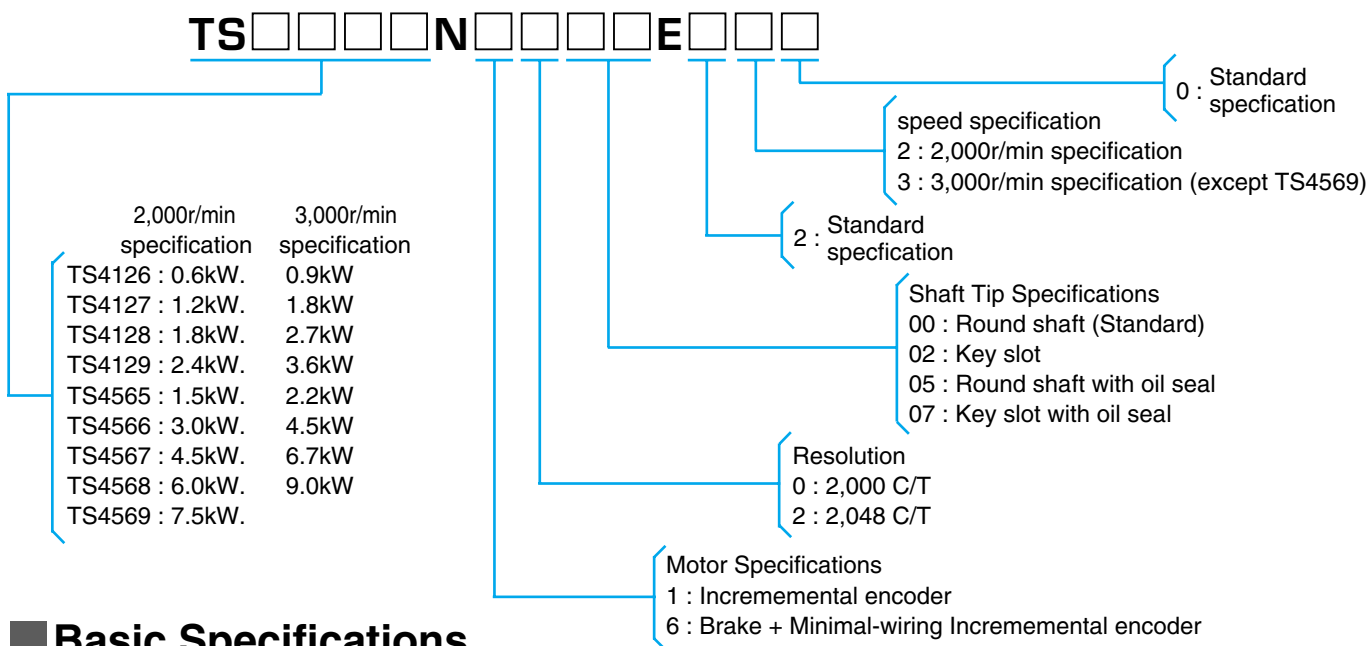 TS□□□□N□□□□E□□□
0 : Standard
specfication
speed specification
2 : 2,000r/min specification
3 : 3,000r/min specification (except TS4569)
2 : Standard
specfication
2,000r/min 3,000r/min
specification specification
TS4126 : 0.6kW. 0.9kW
TS4127 : 1.2kW. 1.8kW
TS4128 : 1.8kW. 2.7kW
TS4129 : 2.4kW. 3.6kW
TS4565 : 1.5kW. 2.2kW
TS4566 : 3.0kW. 4.5kW
TS4567 : 4.5kW. 6.7kW
TS4568 : 6.0kW. 9.0kW
TS4569 : 7.5kW.
Shaft Tip Specifications
00 : Round shaft (Standard)
02 : Key slot
05 : Round shaft with oil seal
07 : Key slot with oil seal
Resolution
0 : 2,000 C/T
2 : 2,048 C/T
Motor Specifications
1 : Incrememental encoder
6 : Brake + Minimal-wiring Incrememental encoder
Basic Specifications